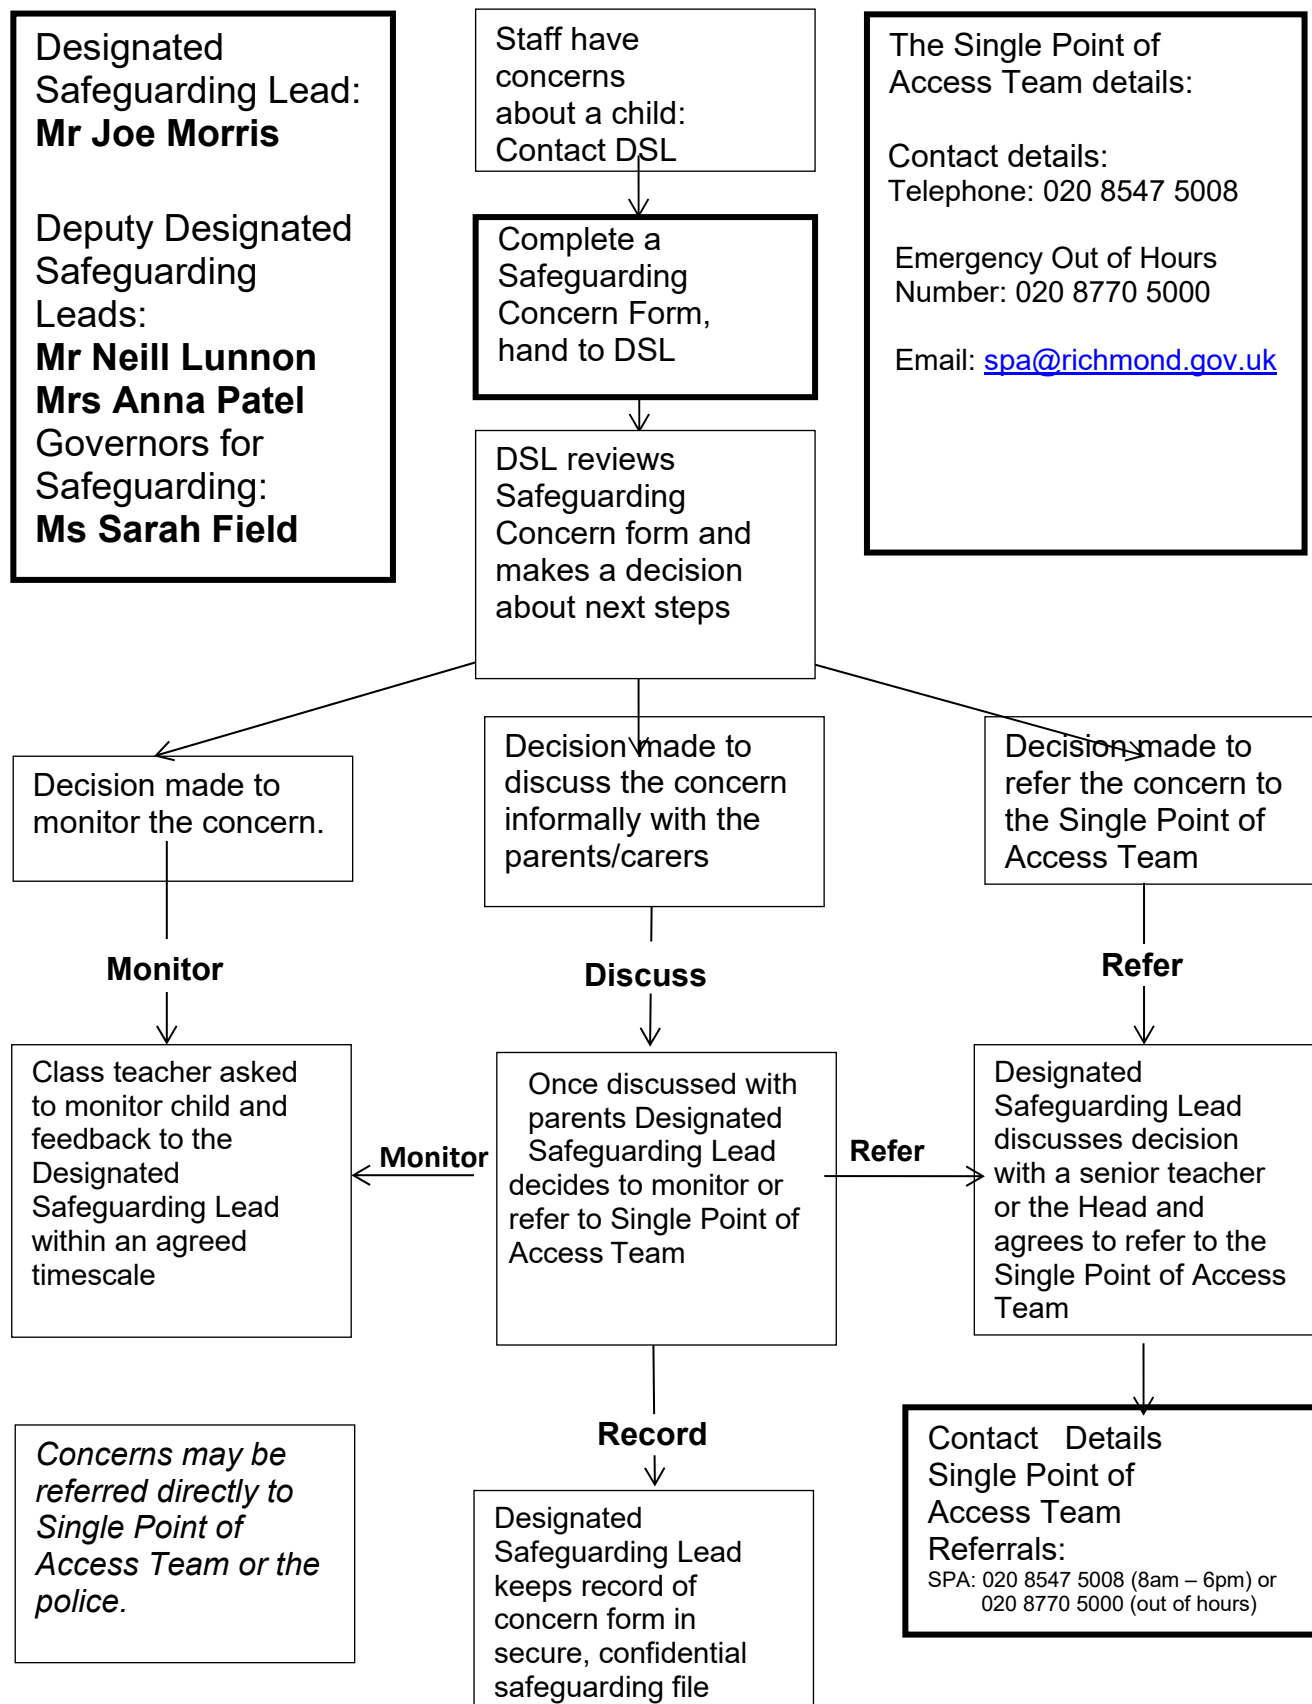 Designated
Safeguarding Lead:
Mr Joe Morris
Deputy Designated
Safeguarding
Leads:
Mr Neill Lunnon
Mrs Anna Patel
Governors for
Safeguarding:
Ms Sarah Field
Staff have
concerns
about a child:
Contact DSL
The Single Point of
Access Team details:
Contact details:
Telephone: 020 8547 5008
Emergency Out of Hours
Number: 020 8770 5000
Email: spa@richmond.gov.uk
Complete a
Safeguarding
Concern Form,
hand to DSL
DSL reviews
Safeguarding
Concern form and
makes a decision
about next steps
Decision made to
monitor the concern.
Decision made to
discuss the concern
informally with the
parents/carers
Decision made to
refer the concern to
the Single Point of
Access Team
Monitor
Discuss
Refer
Class teacher asked
to monitor child and
feedback to the
Designated
Safeguarding Lead
within an agreed
timescale
Monitor
Once discussed with
parents Designated
Safeguarding Lead
decides to monitor or
refer to Single Point of
Access Team
Refer
Designated
Safeguarding Lead
discusses decision
with a senior teacher
or the Head and
agrees to refer to the
Single Point of Access
Team
Concerns may be
referred directly to
Single Point of
Access Team or the
police.
Record
Designated
Safeguarding Lead
keeps record of
concern form in
secure, confidential
safeguarding file
Contact Details
Single Point of
Access Team
Referrals:
SPA: 020 8547 5008 (8am – 6pm) or
020 8770 5000 (out of hours)